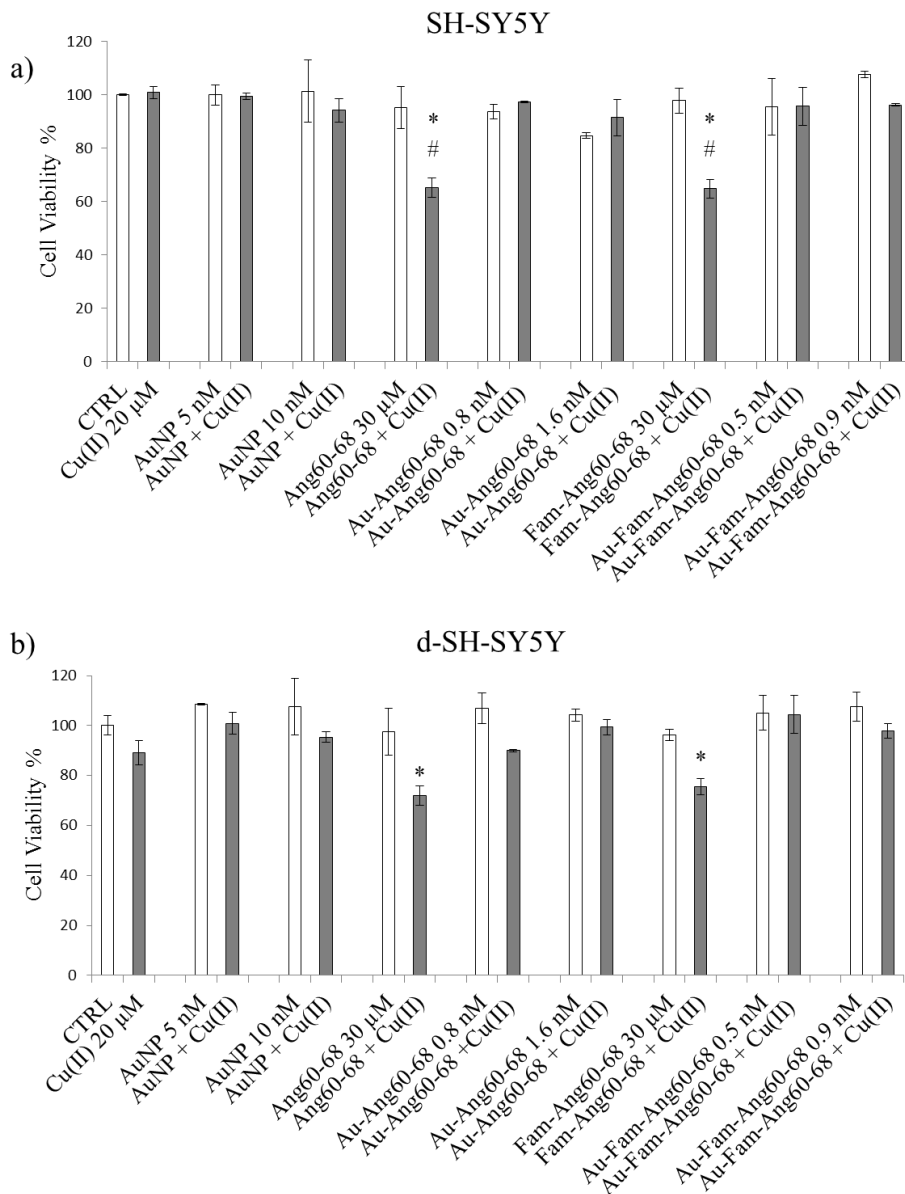 SH-SY5Y
a)
Cell Viability %
120
100
80
60
40
20
0
*
#
*
#
CTRL
Cu(II) 20 µM
AuNP 5 nM
AuNP + Cu(II)
AuNP 10 nM
AuNP + Cu(II)
Ang60-68 30 µM
Ang60-68 + Cu(II)
Au-Ang60-68 0.8 nM
Au-Ang60-68 + Cu(II)
Au-Ang60-68 1.6 nM
Au-Ang60-68 + Cu(II)
Fam-Ang60-68 30 µM
Fam-Ang60-68 + Cu(II)
Au-Fam-Ang60-68 0.5 nM
Au-Fam-Ang60-68 + Cu(II)
Au-Fam-Ang60-68 0.9 nM
Au-Fam-Ang60-68 + Cu(II)
d-SH-SY5Y
b)
Cell Viability %
120
100
80
60
40
20
0
*
*
CTRL
Cu(II) 20 µM
AuNP 5 nM
AuNP + Cu(II)
AuNP 10 nM
AuNP + Cu(II)
Ang60-68 30 µM
Ang60-68 + Cu(II)
Au-Ang60-68 0.8 nM
Au-Ang60-68 +Cu(II)
Au-Ang60-68 1.6 nM
Au-Ang60-68 + Cu(II)
Fam-Ang60-68 30 µM
Fam-Ang60-68 + Cu(II)
Au-Fam-Ang60-68 0.5 nM
Au-Fam-Ang60-68 + Cu(II)
Au-Fam-Ang60-68 0.9 nM
Au-Fam-Ang60-68 + Cu(II)